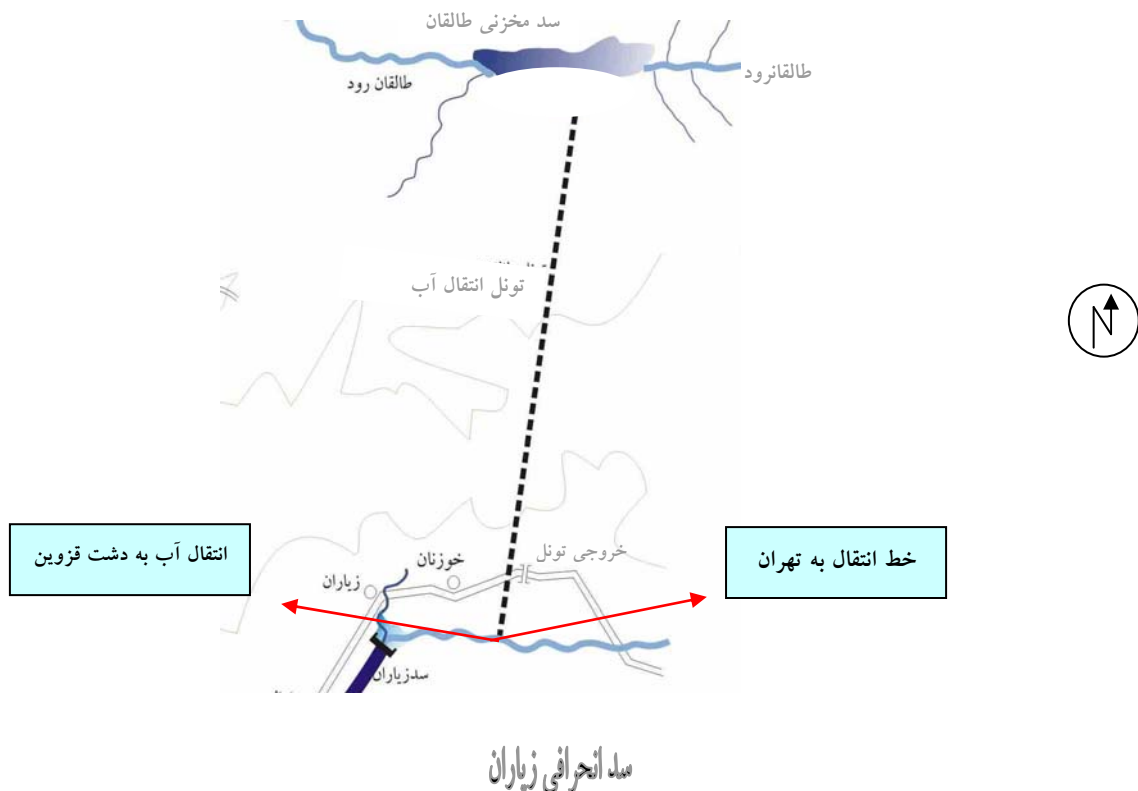 سد مخزنی طالقان
طالقانرود
طالقان رود
تونل انتقال آب
N
انتقال آب به دشت قزوین
خط انتقال به تهران
خروجی تونل
خوزنان
زیاران
سدزیاران
سد انحرافی زیاران